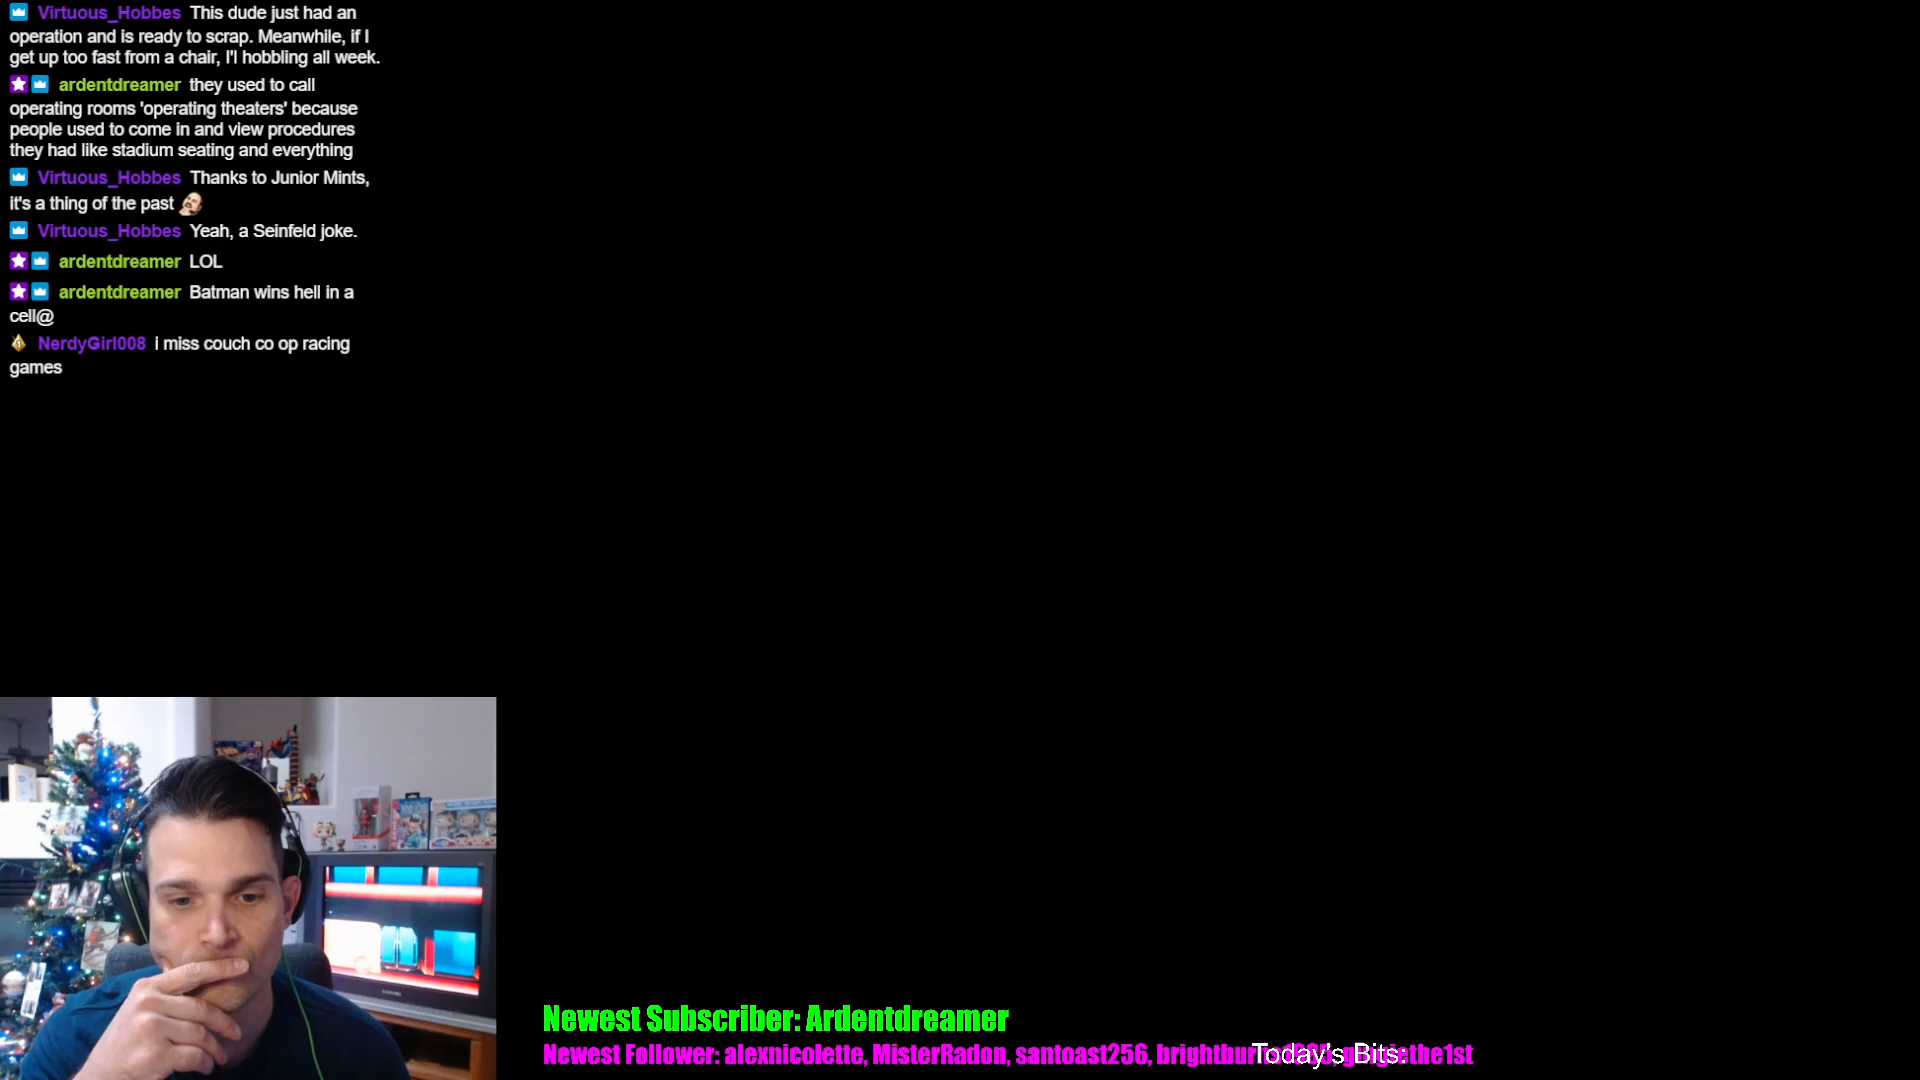 Virtuous_Hobbes This dude just had an
operation and is ready to scrap. Meanwhile, if I
get up too fast from a chair, I'l hobbling all week.
ardentdreamer they used to call
operating rooms 'operating theaters' because
people used to come in and view procedures
they had like stadium seating and everything
Virtuous_Hobbes Thanks to Junior Mints,
it's a thing of the past
Virtuous_Hobbes Yeah, a Seinfeld joke.
ardentdreamer LOL
ardentdreamer Batman wins hell in a
cell@
NerdyGirl008 i miss couch co op racing
games
Newest Subscriber: Ardentdreamer
Newest Follower: alexnicolette, MisterRadon, santoast256,
Today's Bits: